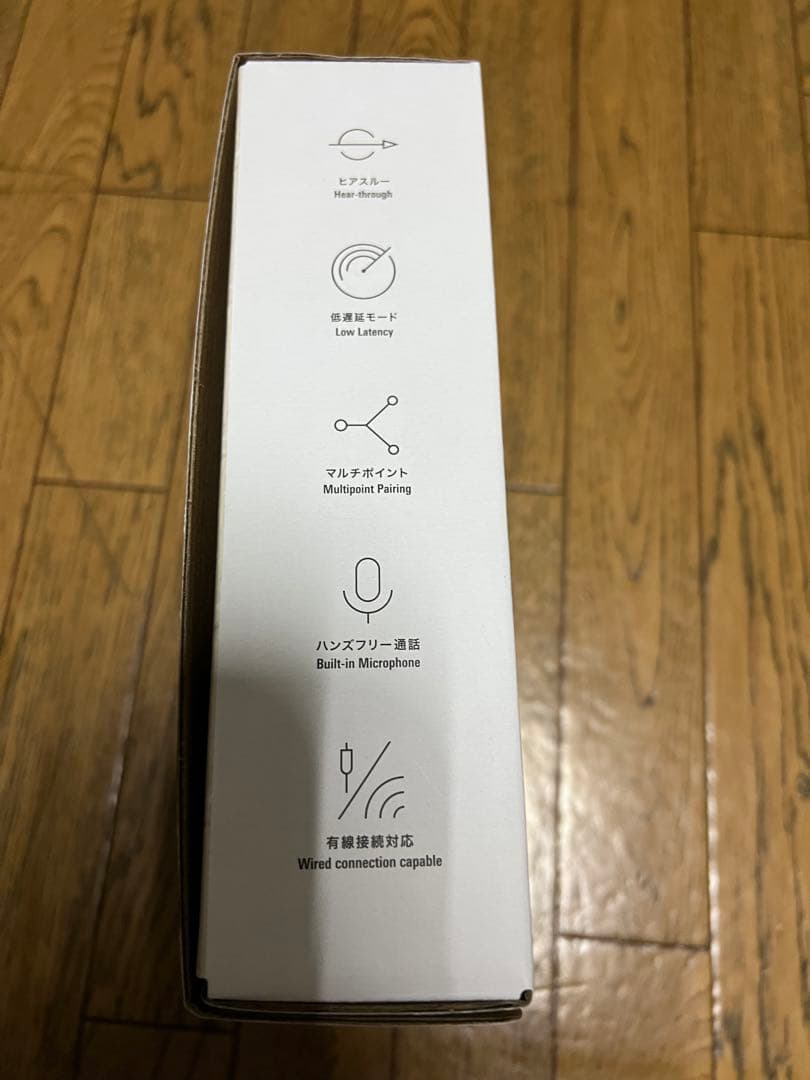 ヒアスルー
Hear-through
低遅延モード
Low Latency
マルチポイント
Multipoint Pairing
ハンズフリー通話
Built-in Microphone
有線接続対応
Wired connection capable